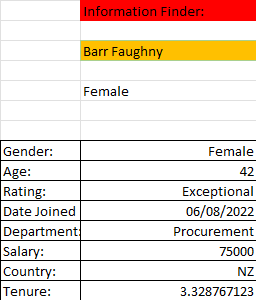 Information Finder:
Barr Faughny
Female
Gender: Female
Age: 42
Rating: Exceptional
Date Joined 06/08/2022
Department: Procurement
Salary: 75000
Country: NZ
Tenure: 3.328767123